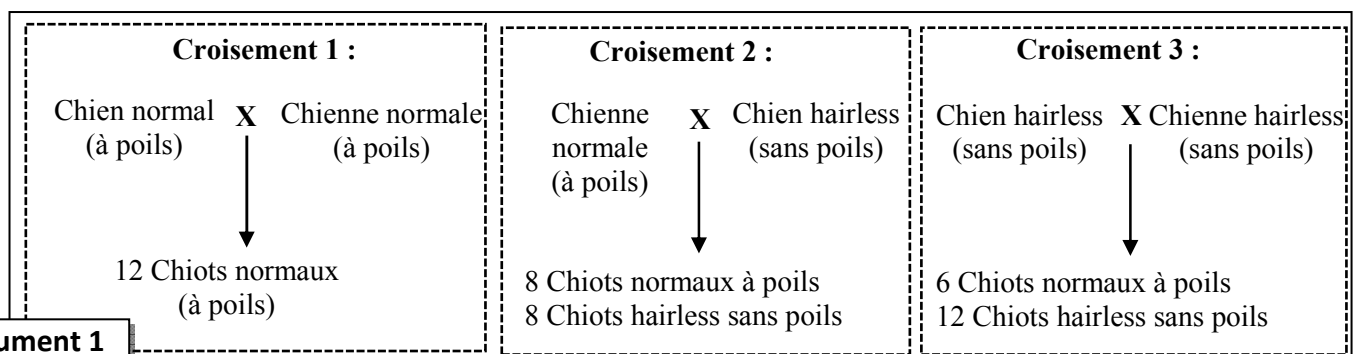 Croisement 1 :
Chien normal X Chienne normale
(à poils) (à poils)
12 Chiots normaux
(à poils)
Croisement 2 :
Chienne X Chien hairless
normale (sans poils)
(à poils)
8 Chiots normaux à poils
8 Chiots hairless sans poils
Croisement 3 :
Chien hairless X Chienne hairless
(sans poils) (sans poils)
6 Chiots normaux à poils
12 Chiots hairless sans poils
1